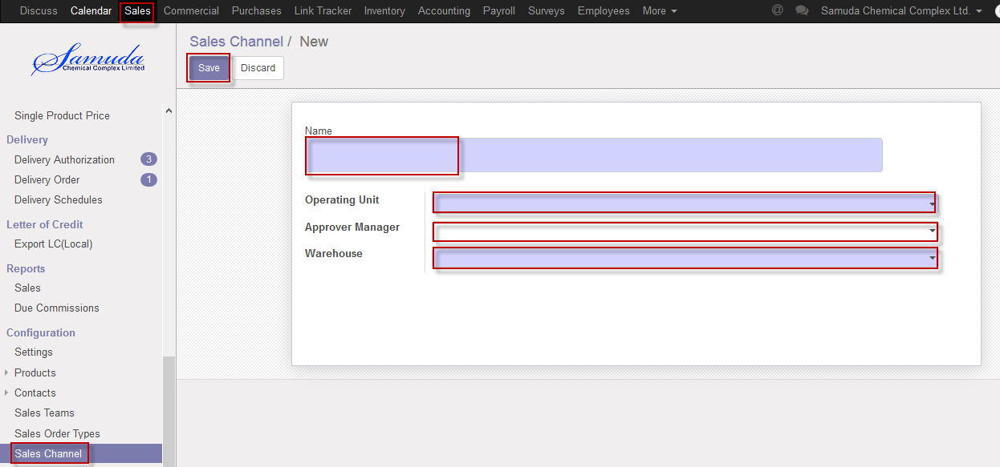 Discuss Calendar Sales Commercial Purchases Link Tracker Inventory Accounting Payroll Surveys Employees More @ Samuda Chemical Complex Ltd.
Samuda
Chemical Complex Limited
Sales Channel / New
Save Discard
Single Product Price
Delivery
Delivery Authorization 3
Delivery Order 1
Delivery Schedules
Letter of Credit
Export LC(Local)
Reports
Sales
Due Commissions
Configuration
Settings
Products
Contacts
Sales Teams
Sales Order Types
Sales Channel
Name
Operating Unit
Approver Manager
Warehouse